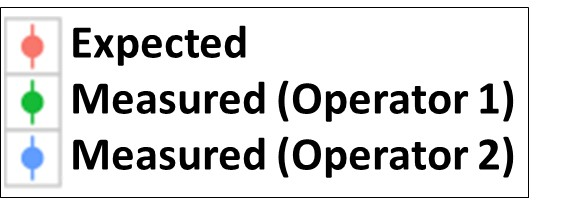 Expected
Measured (Operator 1)
Measured (Operator 2)